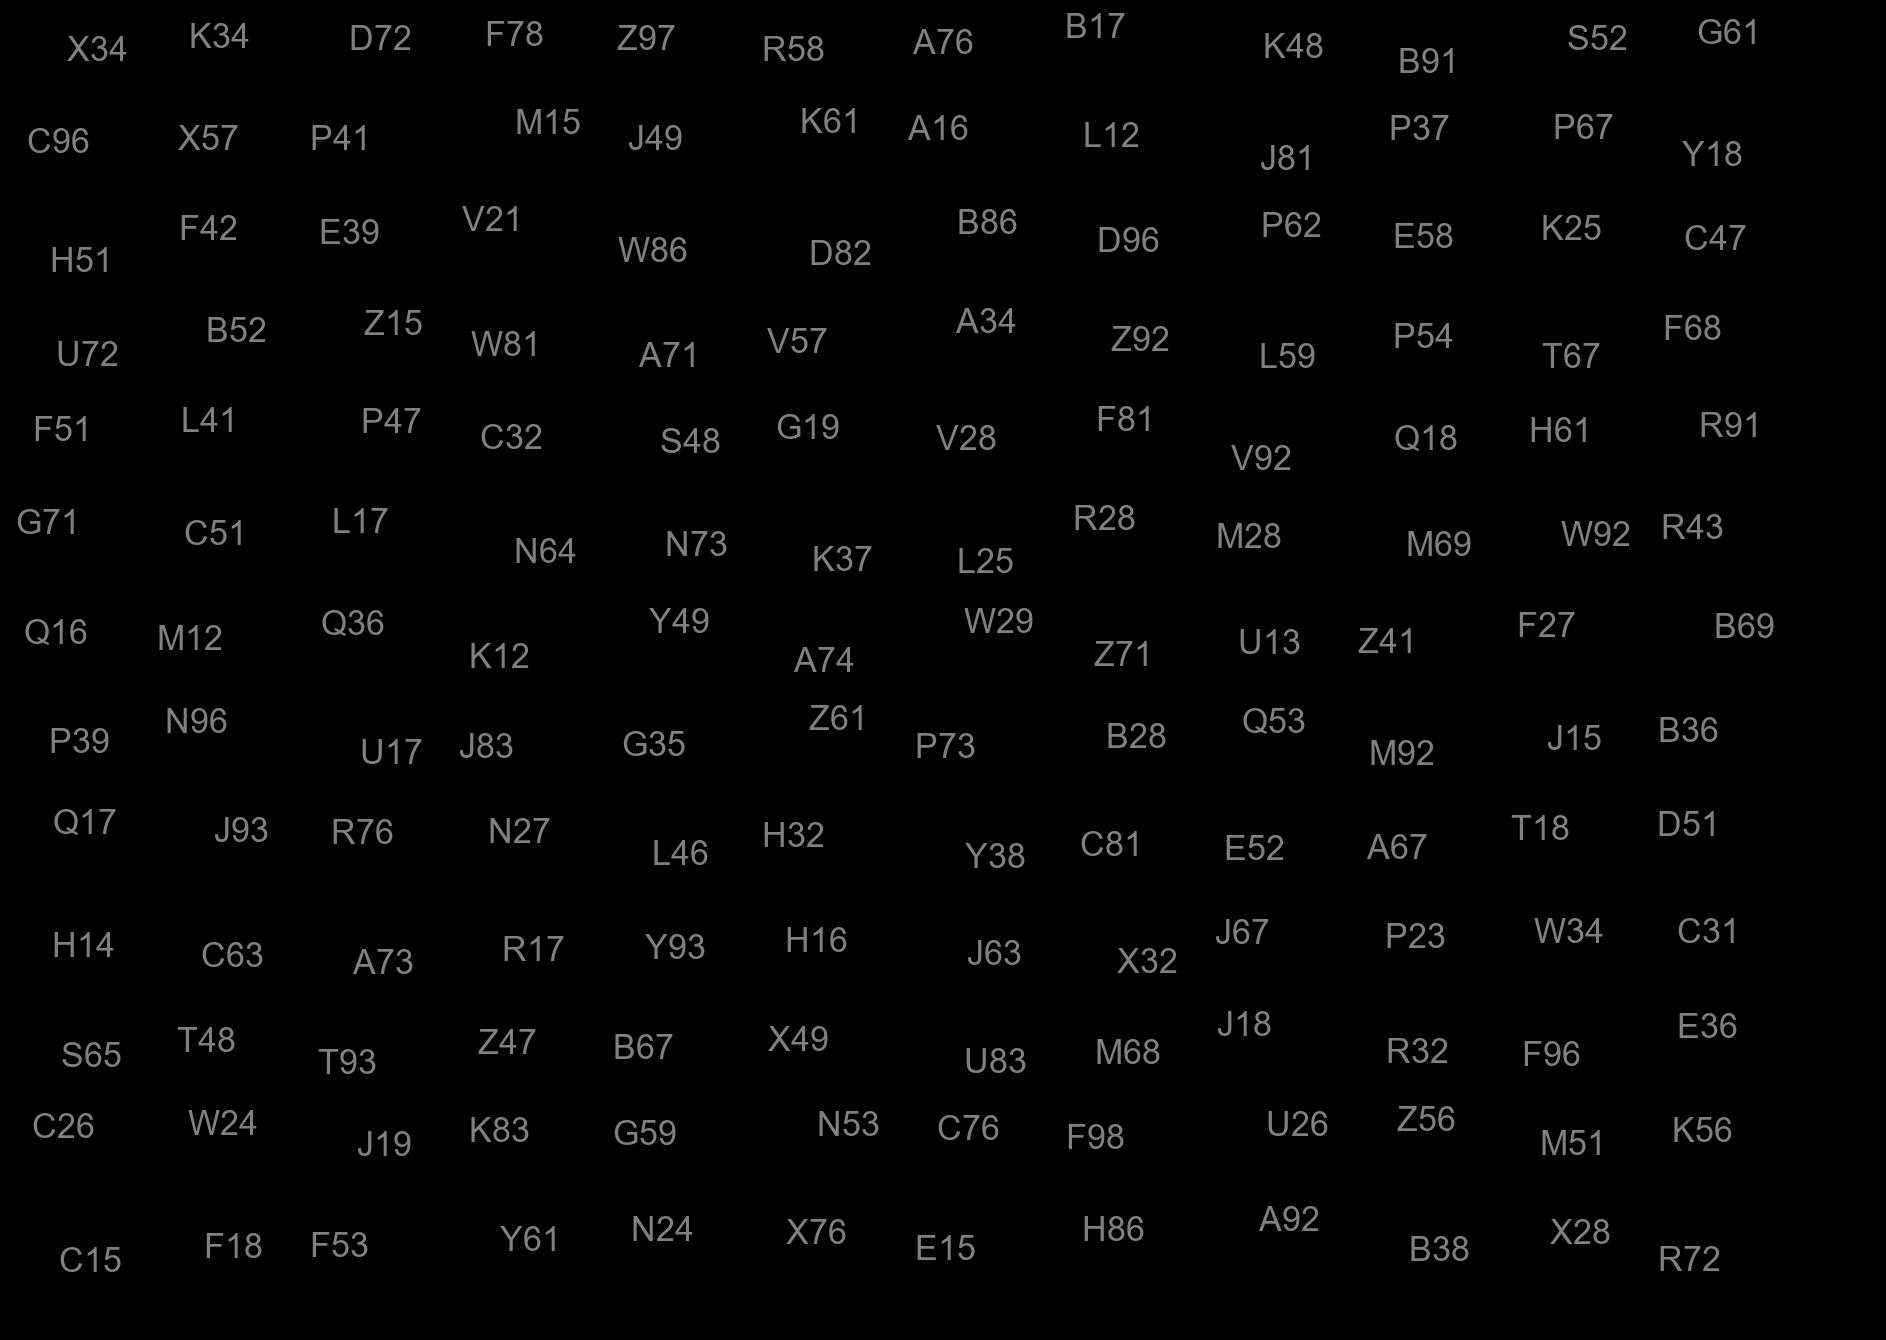 X34 K34 D72 F78 Z97 R58 A76 B17 K48 B91 S52 G61
C96 X57 P41 M15 J49 K61 A16 L12 J81 P37 P67 Y18
H51 F42 E39 V21 W86 D82 B86 D96 P62 E58 K25 C47
U72 B52 Z15 W81 A71 V57 A34 Z92 L59 P54 T67 F68
F51 L41 P47 C32 S48 G19 V28 F81 V92 Q18 H61 R91
G71 C51 L17 N64 N73 K37 L25 R28 M28 M69 W92 R43
Q16 M12 Q36 K12 Y49 A74 W29 Z71 U13 Z41 F27 B69
P39 N96 U17 J83 G35 Z61 P73 B28 Q53 M92 J15 B36
Q17 J93 R76 N27 L46 H32 Y38 C81 E52 A67 T18 D51
H14 C63 A73 R17 Y93 H16 J63 X32 J67 P23 W34 C31
S65 T48 T93 Z47 B67 X49 U83 M68 J18 R32 F96 E36
C26 W24 J19 K83 G59 N53 C76 F98 U26 Z56 M51 K56
C15 F18 F53 Y61 N24 X76 E15 H86 A92 B38 X28 R72